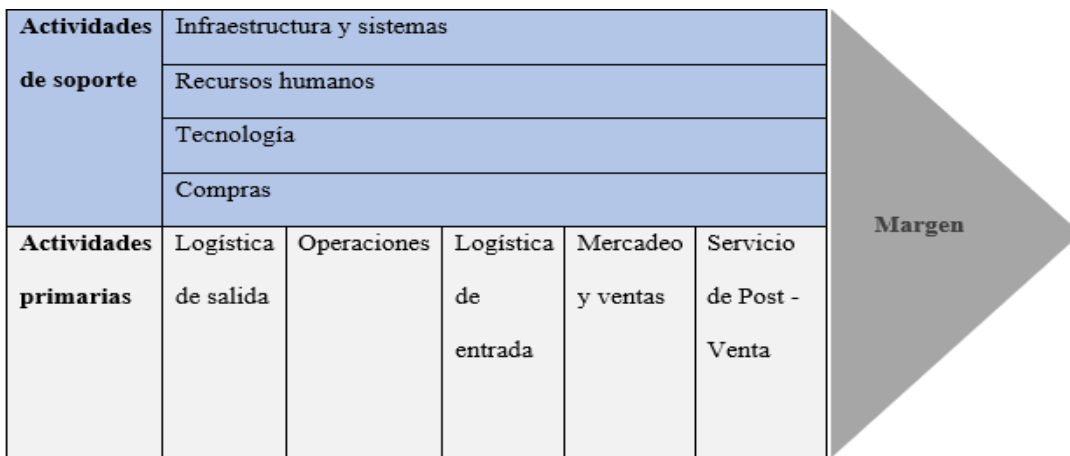 Actividades
de soporte
Infraestructura y sistemas
Recursos humanos
Tecnología
Compras
Actividades
primarias
Logística
de salida
Operaciones
Logística
de
entrada
Mercadeo
y ventas
Servicio
de Post -
Venta
Margen